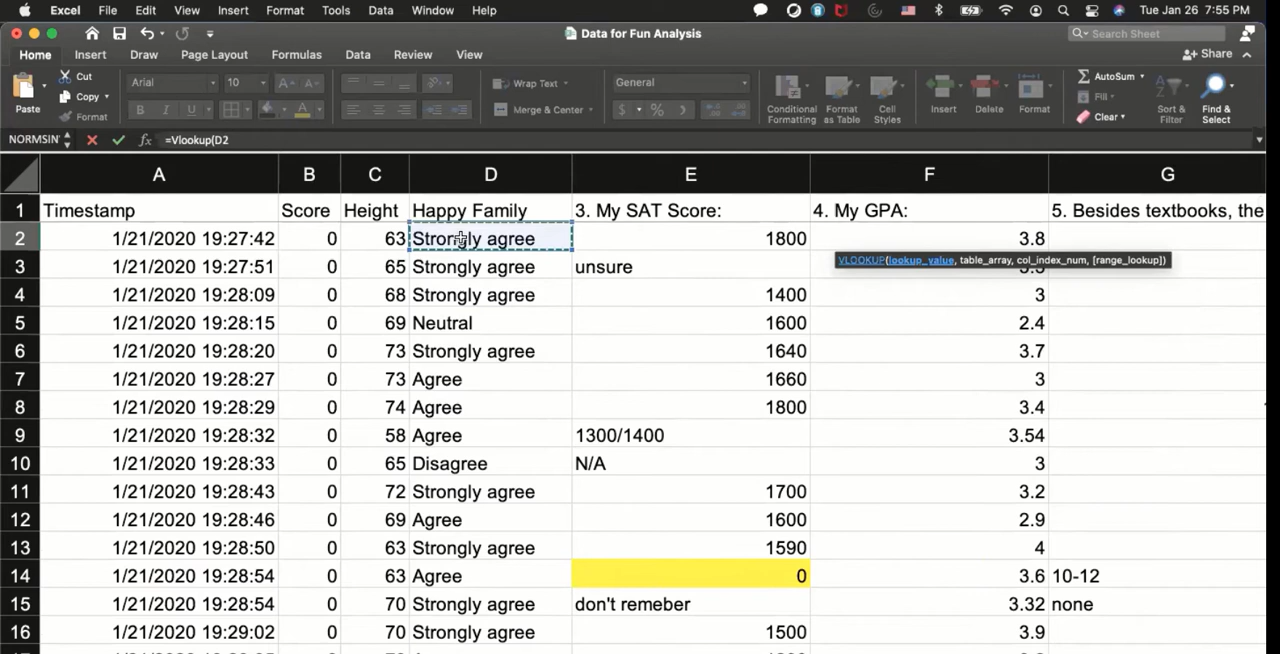 Excel File Edit View Insert Format Tools Data Window Help Tue Jan 26 7:55 PM
Data for Fun Analysis Search Sheet
Home Insert Draw Page Layout Formulas Data Review View Share
Paste Cut Copy Format Arial 10 Wrap Text Merge & Center General Conditional Formatting Format as Table Cell Styles Insert Delete Format AutoSum Fill Clear Sort & Filter Find & Select
NORMSIN fx =Vlookup(D2
A B C D E F G
1 Timestamp Score Height Happy Family 3. My SAT Score: 4. My GPA: 5. Besides textbooks, the
2 1/21/2020 19:27:42 0 63 Strongly agree 1800 3.8
VLOOKUP(lookup_value, table_array, col_index_num, [range_lookup])
3 1/21/2020 19:27:51 0 65 Strongly agree unsure
4 1/21/2020 19:28:09 0 68 Strongly agree 1400 3
5 1/21/2020 19:28:15 0 69 Neutral 1600 2.4
6 1/21/2020 19:28:20 0 73 Strongly agree 1640 3.7
7 1/21/2020 19:28:27 0 73 Agree 1660 3
8 1/21/2020 19:28:29 0 74 Agree 1800 3.4
9 1/21/2020 19:28:32 0 58 Agree 1300/1400 3.54
10 1/21/2020 19:28:33 0 65 Disagree N/A 3
11 1/21/2020 19:28:43 0 72 Strongly agree 1700 3.2
12 1/21/2020 19:28:46 0 69 Agree 1600 2.9
13 1/21/2020 19:28:50 0 63 Strongly agree 1590 4
14 1/21/2020 19:28:54 0 63 Agree 0 3.6 10-12
15 1/21/2020 19:28:54 0 70 Strongly agree don't remeber 3.32 none
16 1/21/2020 19:29:02 0 70 Strongly agree 1500 3.9